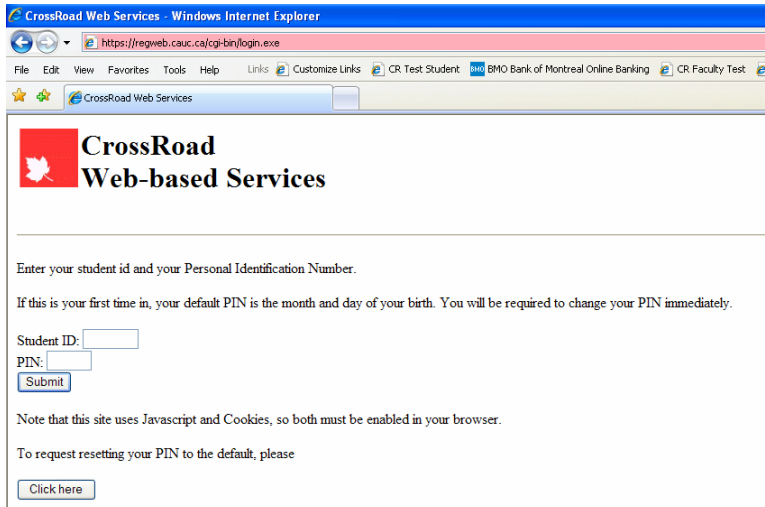 CrossRoad Web Services - Windows Internet Explorer
https://regweb.cauc.ca/cgi-bin/login.exe
File Edit View Favorites Tools Help Links Customize Links CR Test Student BMO BMO Bank of Montreal Online Banking CR Faculty Test
CrossRoad Web Services
CrossRoad
Web-based Services
Enter your student id and your Personal Identification Number.
If this is your first time in, your default PIN is the month and day of your birth. You will be required to change your PIN immediately.
Student ID:
PIN:
Submit
Note that this site uses Javascript and Cookies, so both must be enabled in your browser.
To request resetting your PIN to the default, please
Click here